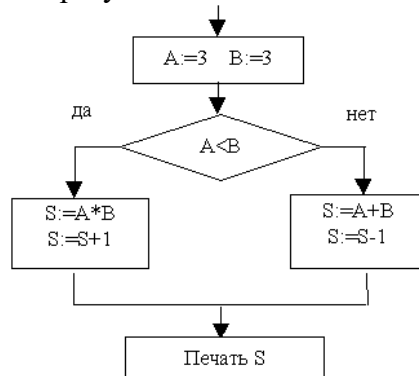 A:=3 B:=3
да
нет
A<B
S:=A*B
S:=S+1
S:=A+B
S:=S-1
Печать S